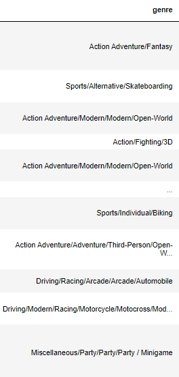 genre
Action Adventure/Fantasy
Sports/Alternative/Skateboarding
Action Adventure/Modern/Modern/Open-World
Action/Fighting/3D
Action Adventure/Modern/Modern/Open-World
...
Sports/Individual/Biking
Action Adventure/Adventure/Third-Person/Open-
W...
Driving/Racing/Arcade/Arcade/Automobile
Driving/Modern/Racing/Motorcycle/Motocross/Mod...
Miscellaneous/Party/Party/Party / Minigame